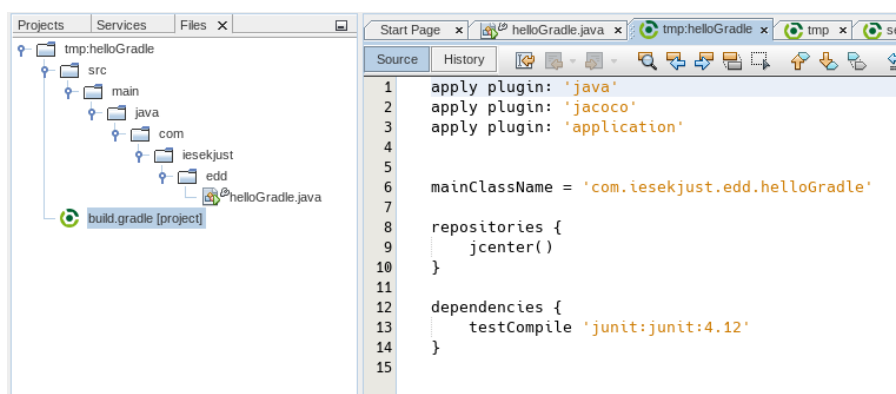 Projects Services Files
tmp:helloGradle
src
main
java
com
iesekjust
edd
helloGradle.java
build.gradle [project]
Start Page helloGradle.java tmp:helloGradle tmp
Source History
1 apply plugin: 'java'
2 apply plugin: 'jacoco'
3 apply plugin: 'application'
4
5
6 mainClassName = 'com.iesekjust.edd.helloGradle'
7
8 repositories {
9 jcenter()
10 }
11
12 dependencies {
13 testCompile 'junit:junit:4.12'
14 }
15